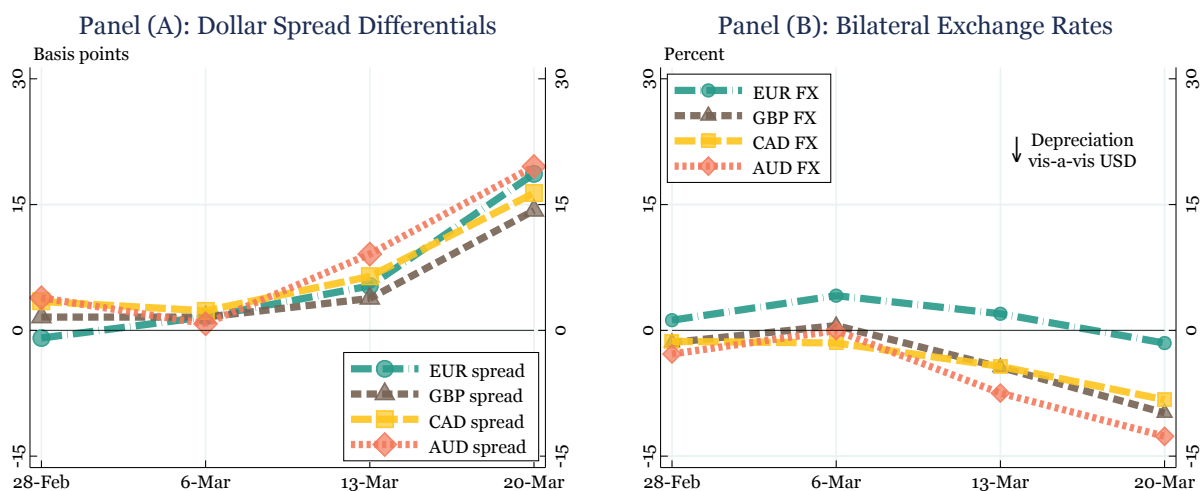 Panel (A): Dollar Spread Differentials
Basis points
30
30
15
15
0
0
-15
-15
EUR spread
GBP spread
CAD spread
AUD spread
28-Feb
6-Mar
13-Mar
20-Mar
Panel (B): Bilateral Exchange Rates
Percent
30
30
EUR FX
GBP FX
CAD FX
AUD FX
↓ Depreciation
vis-a-vis USD
15
15
0
0
-15
-15
28-Feb
6-Mar
13-Mar
20-Mar